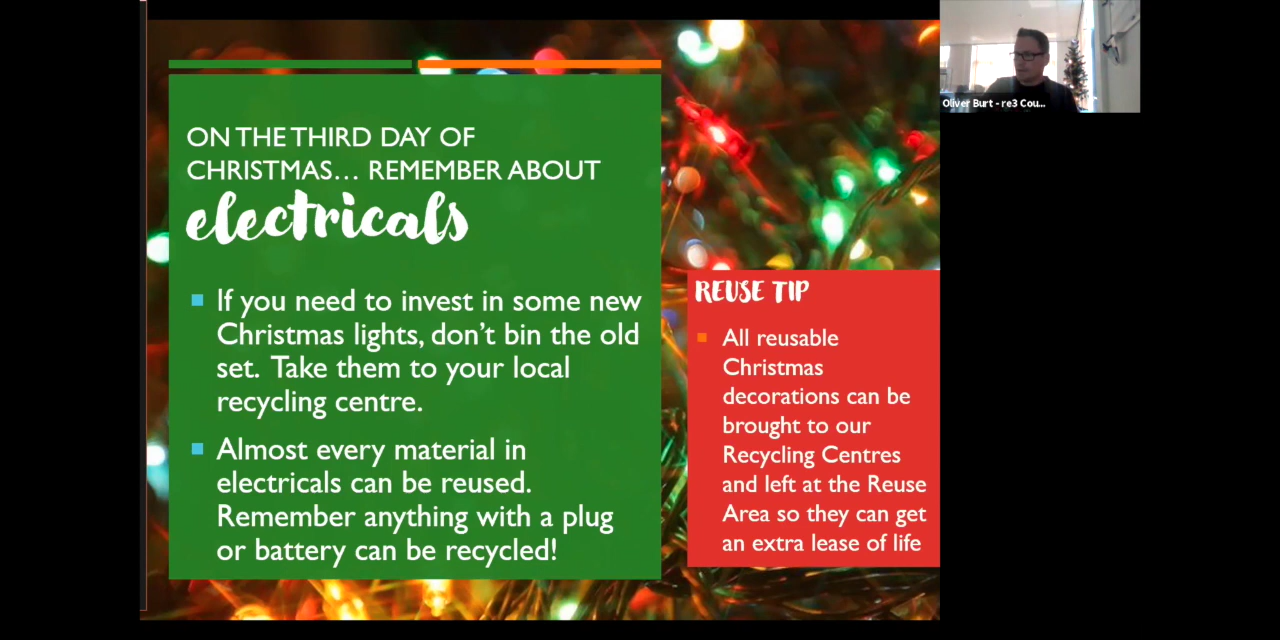 ON THE THIRD DAY OF
CHRISTMAS… REMEMBER ABOUT
electricals
If you need to invest in some new
Christmas lights, don't bin the old
set. Take them to your local
recycling centre.
Almost every material in
electricals can be reused.
Remember anything with a plug
or battery can be recycled!
REUSE TIP
All reusable
Christmas
decorations can be
brought to our
Recycling Centres
and left at the Reuse
Area so they can get
an extra lease of life
Oliver Burt - re3 Cou...